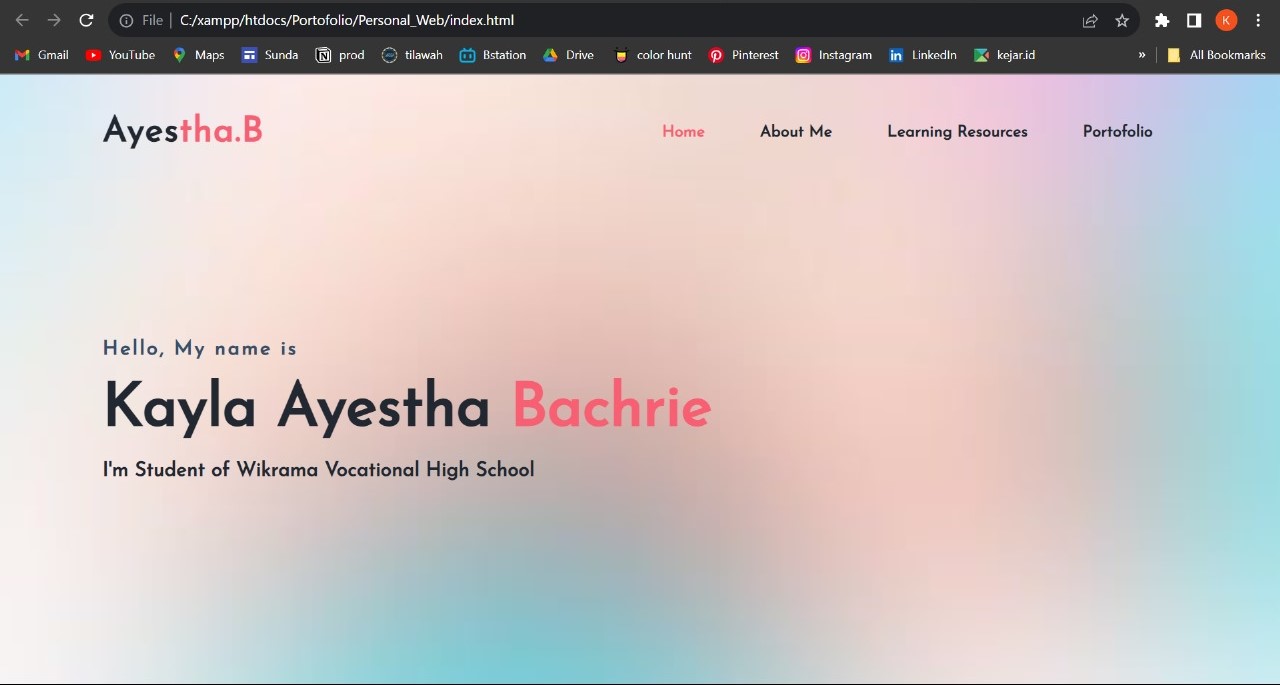 File | C:/xampp/htdocs/Portofolio/Personal_Web/index.html K
Gmail YouTube Maps Sunda prod tilawah Bstation Drive color hunt Pinterest Instagram LinkedIn kejar.id » All Bookmarks
Ayestha.B Home About Me Learning Resources Portofolio
Hello, My name is
Kayla Ayestha Bachrie
I'm Student of Wikrama Vocational High School